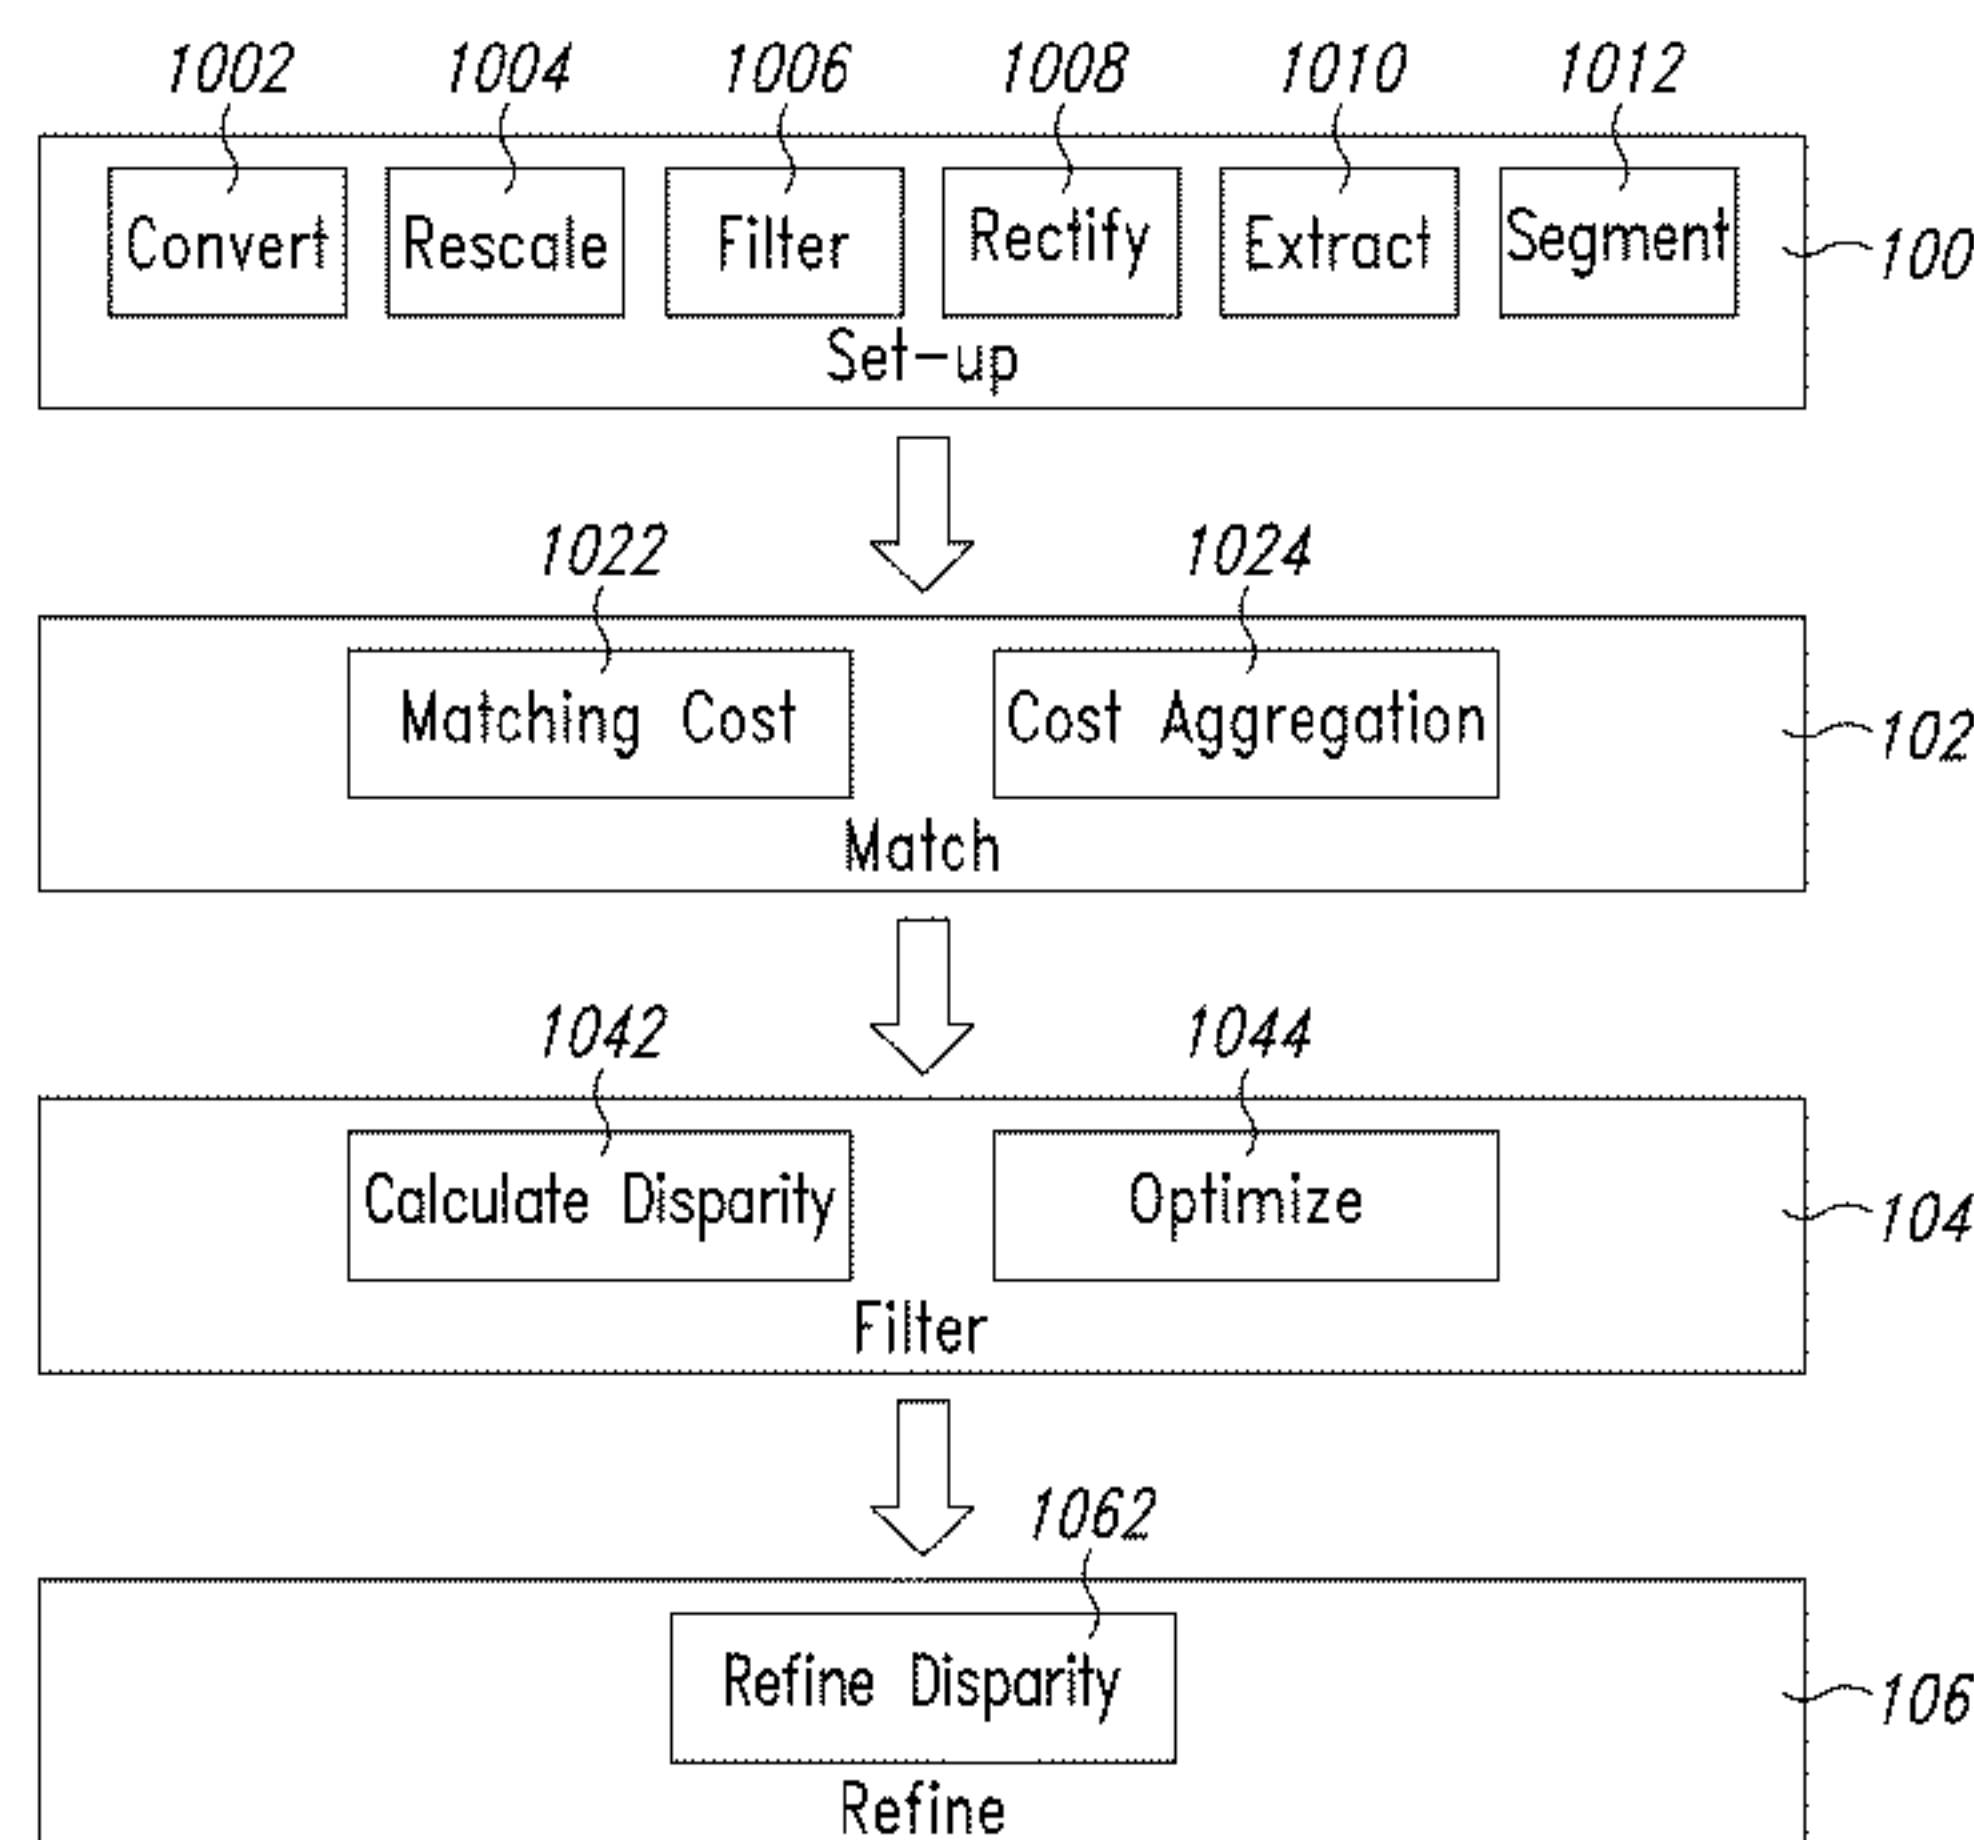 1002 1004 1006 1008 1010 1012
Convert Rescale Filter Rectify Extract Segment
100
Set-up
1022 1024
Matching Cost Cost Aggregation
102
Match
1042 1044
Calculate Disparity Optimize
104
Filter
1062
Refine Disparity
106
Refine